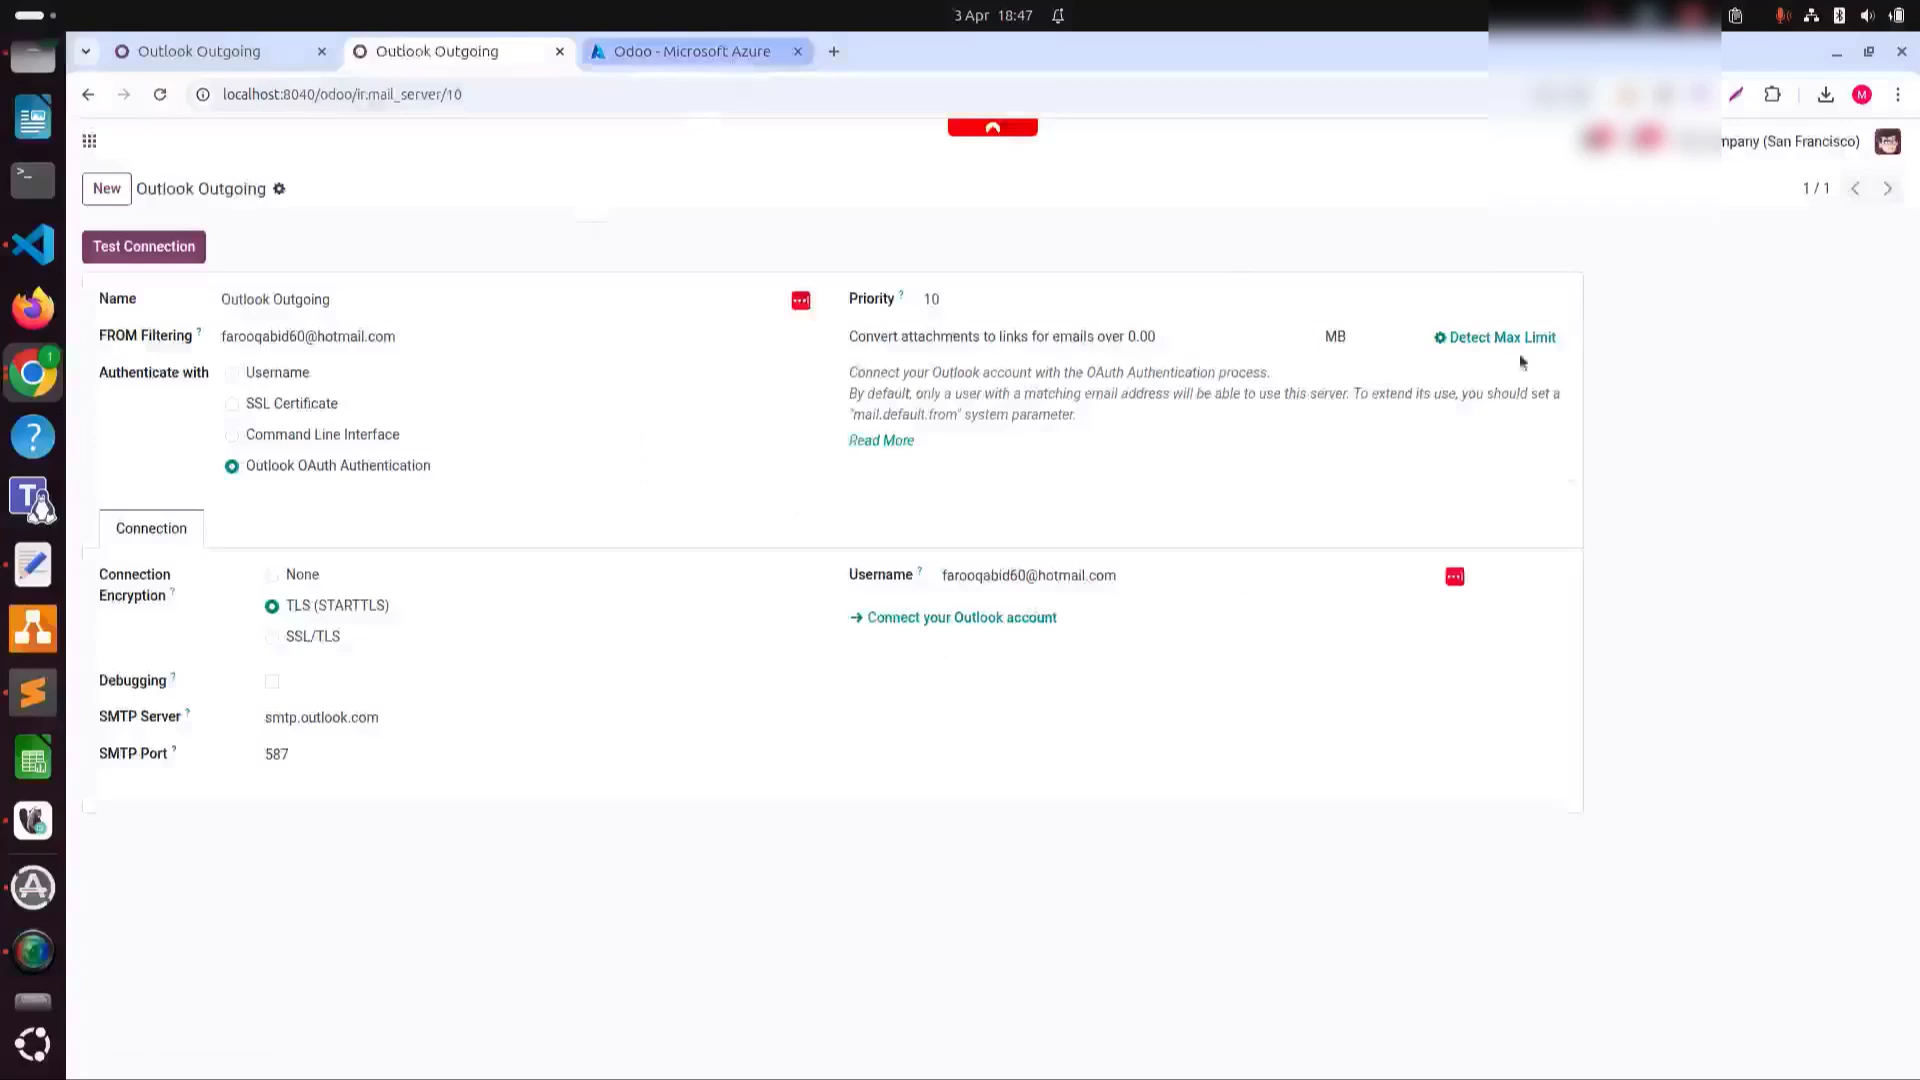 3 Apr 18:47
Outlook Outgoing
Outlook Outgoing
Odoo - Microsoft Azure
localhost:8040/odoo/ir.mail_server/10
M
1
mpany (San Francisco)
New
Outlook Outgoing
1 / 1
Test Connection
Name
Outlook Outgoing
Priority ?
10
FROM Filtering ?
farooqabid60@hotmail.com
Convert attachments to links for emails over 0.00
MB
Detect Max Limit
Authenticate with
Username
SSL Certificate
Command Line Interface
Outlook OAuth Authentication
Connect your Outlook account with the OAuth Authentication process.
By default, only a user with a matching email address will be able to use this server. To extend its use, you should set a
"mail.default.from" system parameter.
Read More
Connection
Connection
Encryption ?
None
TLS (STARTTLS)
SSL/TLS
Username ?
farooqabid60@hotmail.com
Connect your Outlook account
Debugging ?
SMTP Server ?
smtp.outlook.com
SMTP Port ?
587